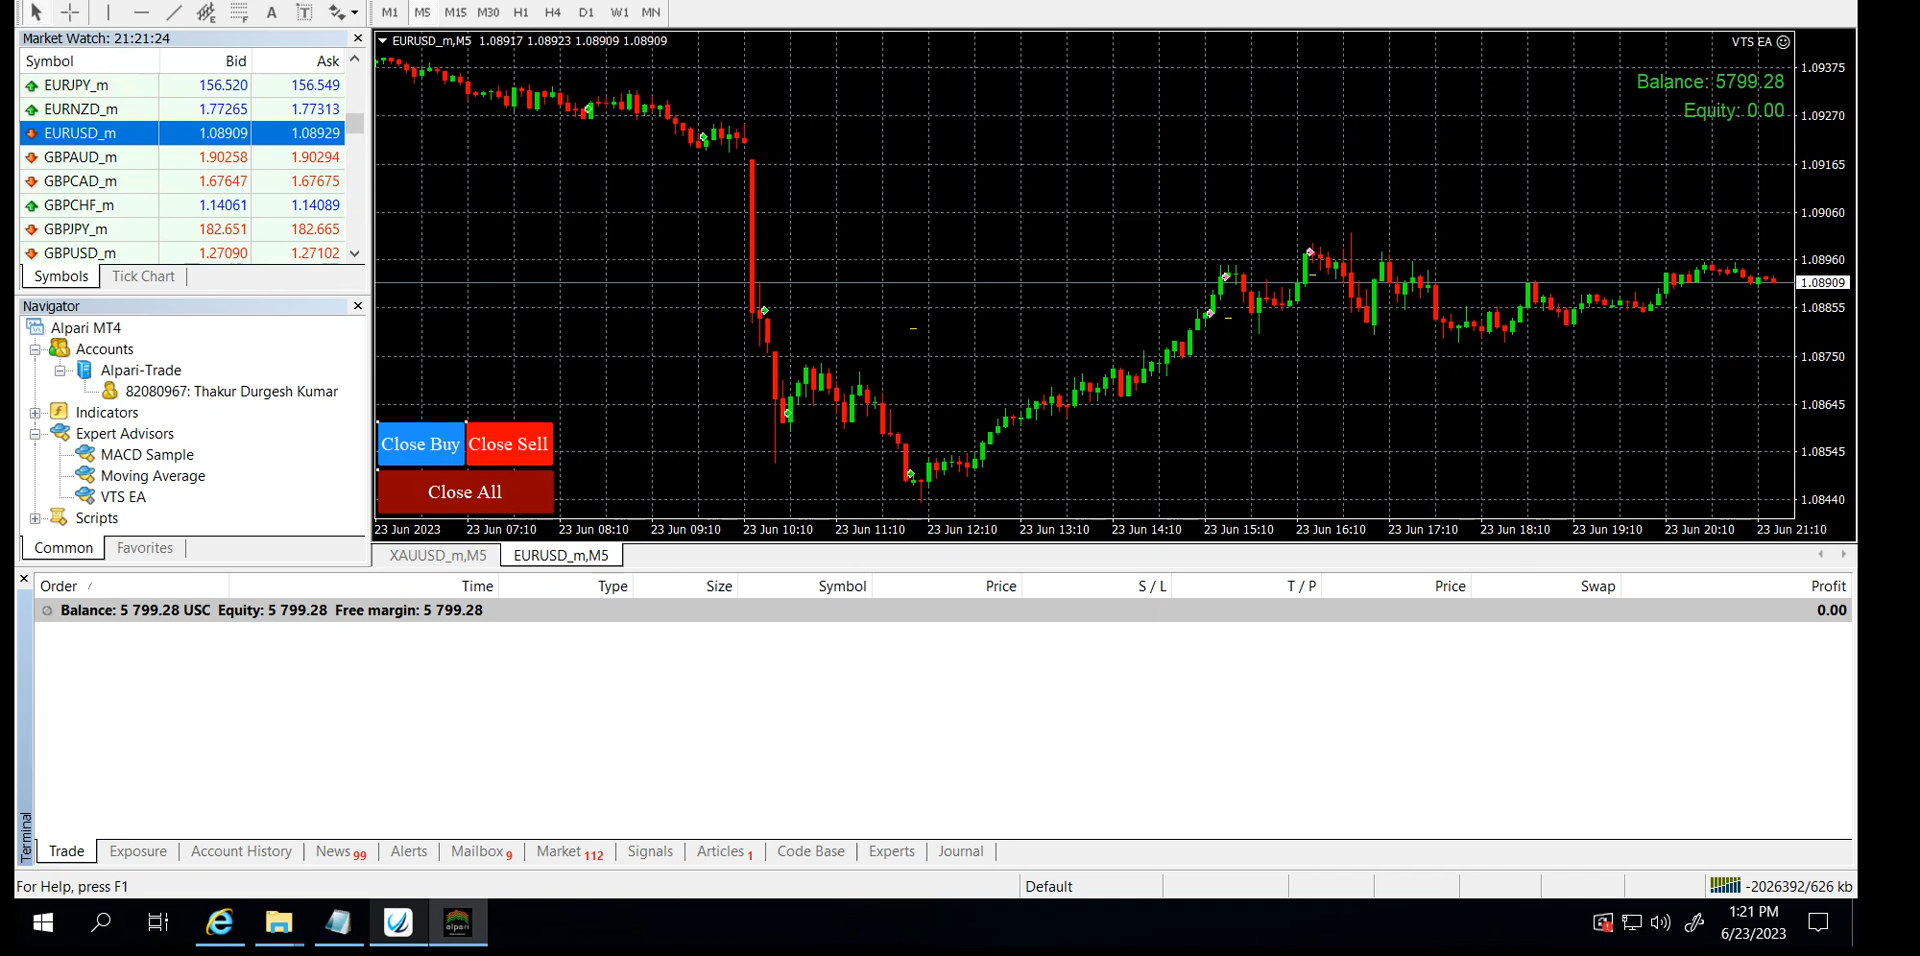 A T M1 M5 M15 M30 H1 H4 D1 W1 MN
Market Watch: 21:21:24
Symbol Bid Ask
EURJPY_m 156.520 156.549
EURNZD_m 1.77265 1.77313
EURUSD_m 1.08909 1.08929
GBPAUD_m 1.90258 1.90294
GBPCAD_m 1.67647 1.67675
GBPCHF_m 1.14061 1.14089
GBPJPY_m 182.651 182.665
GBPUSD_m 1.27090 1.27102
Symbols Tick Chart
Navigator
Alpari MT4
Accounts
Alpari-Trade
82080967: Thakur Durgesh Kumar
Indicators
Expert Advisors
MACD Sample
Moving Average
VTS EA
Scripts
Common Favorites
EURUSD_m,M5 1.08917 1.08923 1.08909 1.08909
VTS EA
Balance: 5799.28
Equity: 0.00
1.09375
1.09270
1.09165
1.09060
1.08960
1.08909
1.08855
1.08750
1.08645
1.08545
1.08440
Close Buy Close Sell
Close All
23 Jun 2023 23 Jun 07:10 23 Jun 08:10 23 Jun 09:10 23 Jun 10:10 23 Jun 11:10 23 Jun 12:10 23 Jun 13:10 23 Jun 14:10 23 Jun 15:10 23 Jun 16:10 23 Jun 17:10 23 Jun 18:10 23 Jun 19:10 23 Jun 20:10 23 Jun 21:10
XAUUSD_m,M5 EURUSD_m,M5
Order / Time Type Size Symbol Price S / L T / P Price Swap Profit
Balance: 5 799.28 USC Equity: 5 799.28 Free margin: 5 799.28 0.00
Terminal
Trade Exposure Account History News 99 Alerts Mailbox 9 Market 112 Signals Articles 1 Code Base Experts Journal
For Help, press F1 Default -2026392/626 kb
alpari
1:21 PM
6/23/2023